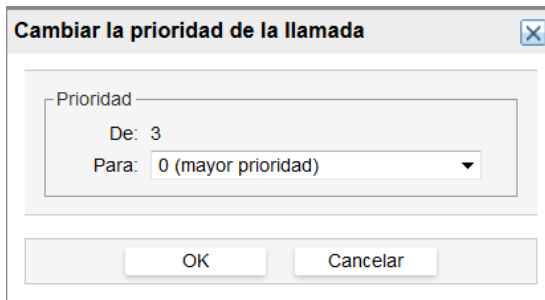 Cambiar la prioridad de la llamada
Prioridad
De: 3
Para: 0 (mayor prioridad)
OK Cancelar